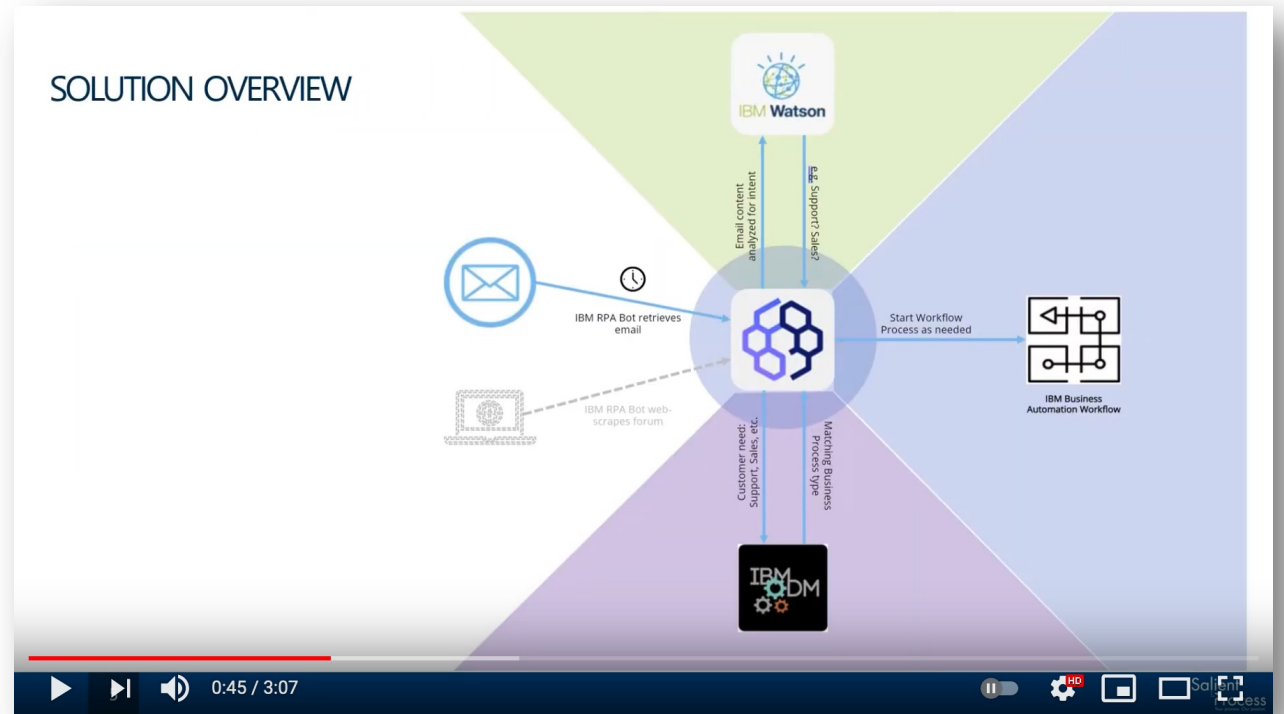 SOLUTION OVERVIEW
IBM Watson
Email content
analyzed for intent
e.g. Support? Sales?
IBM RPA Bot retrieves
email
Start Workflow
Process as needed
IBM Business
Automation Workflow
IBM RPA Bot web-
scrapes forum
Customer need:
Support, Sales, etc.
Matching Business
Process type
IBM
ODM
0:45 / 3:07
HD
Salient
Process